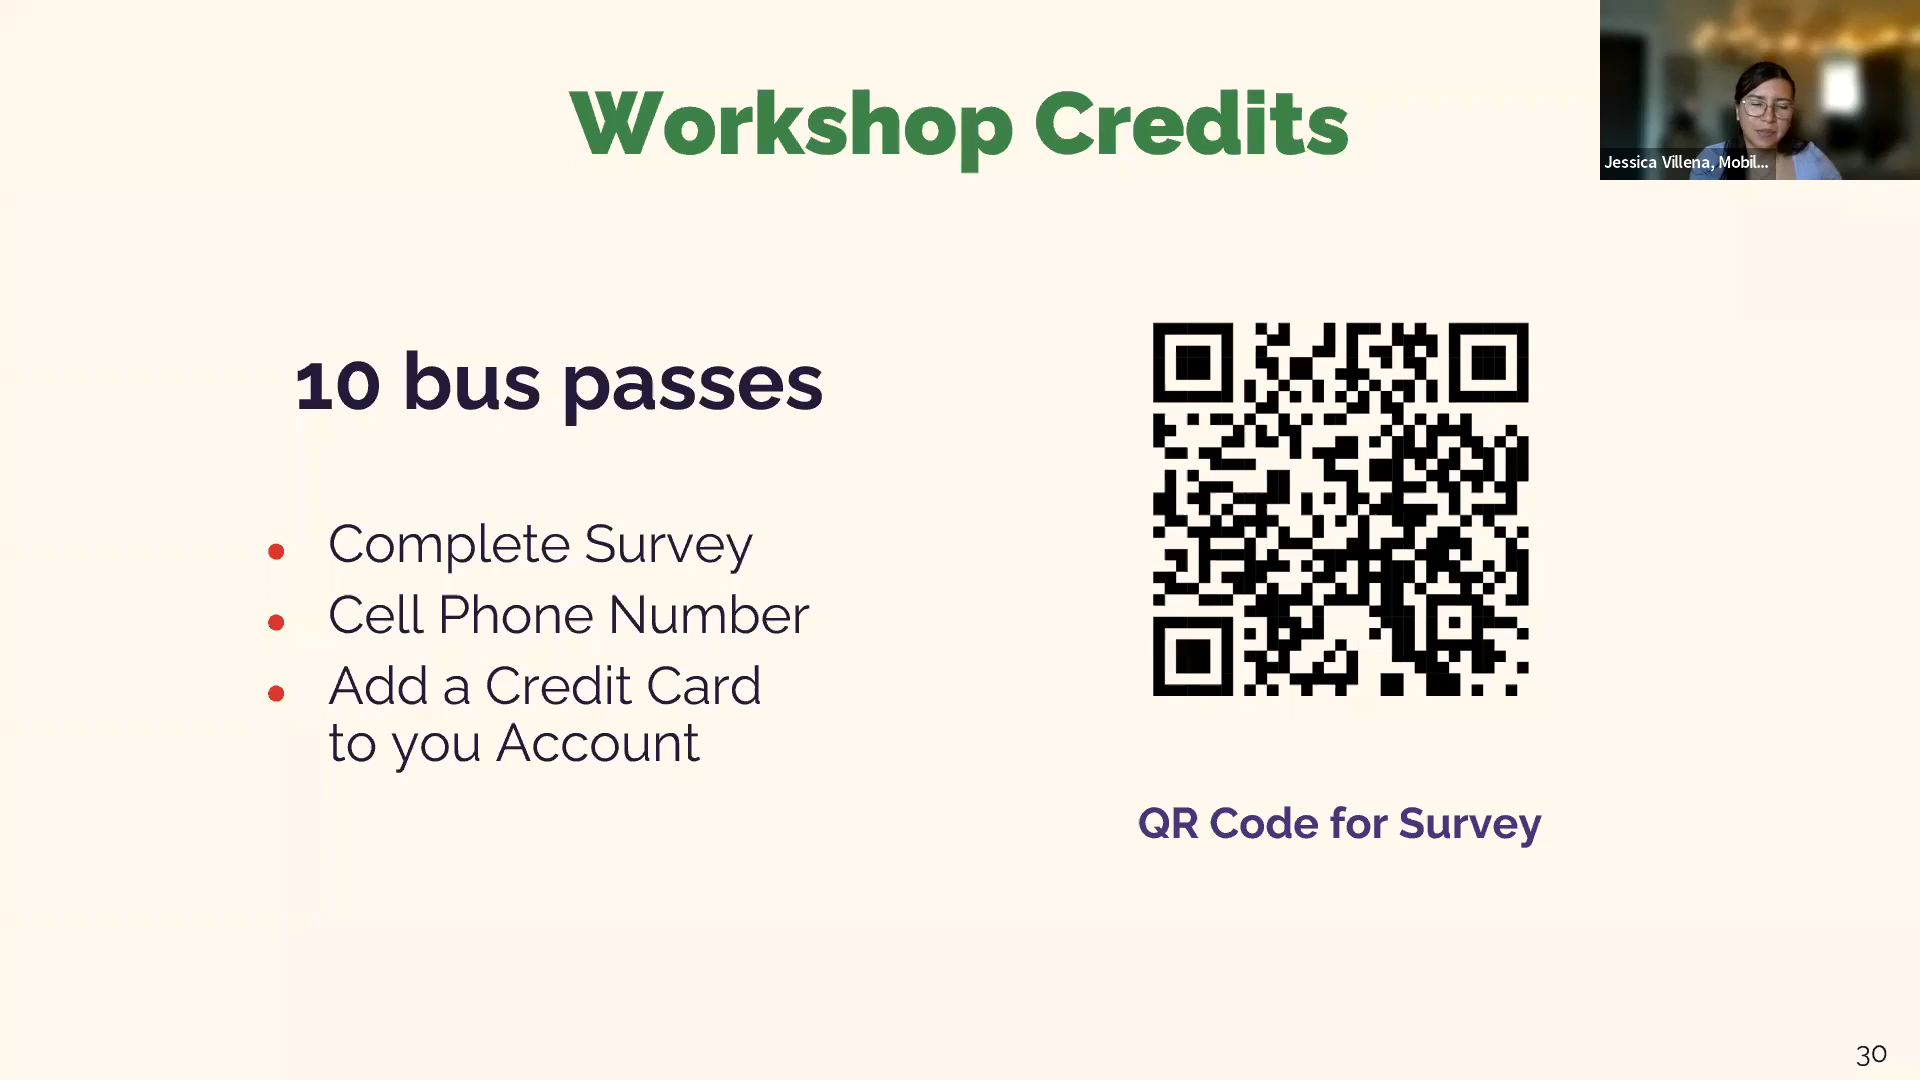 Workshop Credits
Jessica Villena, Mobil...
10 bus passes
Complete Survey
Cell Phone Number
Add a Credit Card
to you Account
QR Code for Survey
30